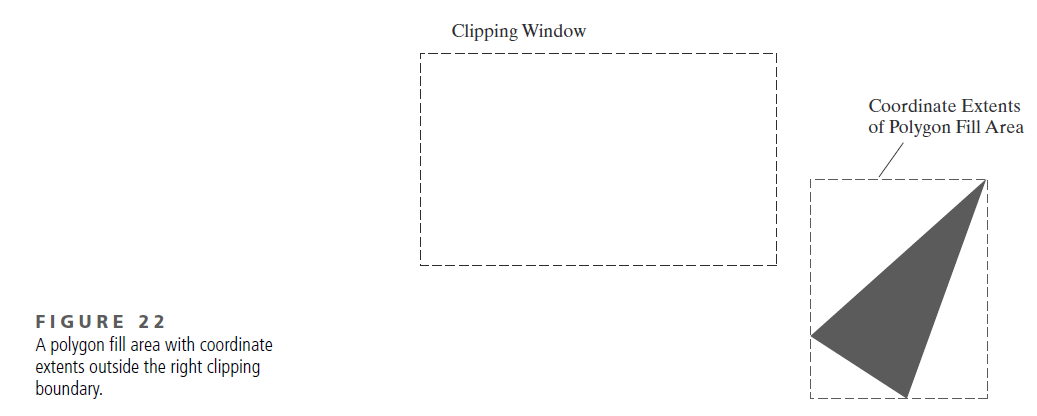 Clipping Window
Coordinate Extents
of Polygon Fill Area
FIGURE 22
A polygon fill area with coordinate
extents outside the right clipping
boundary.